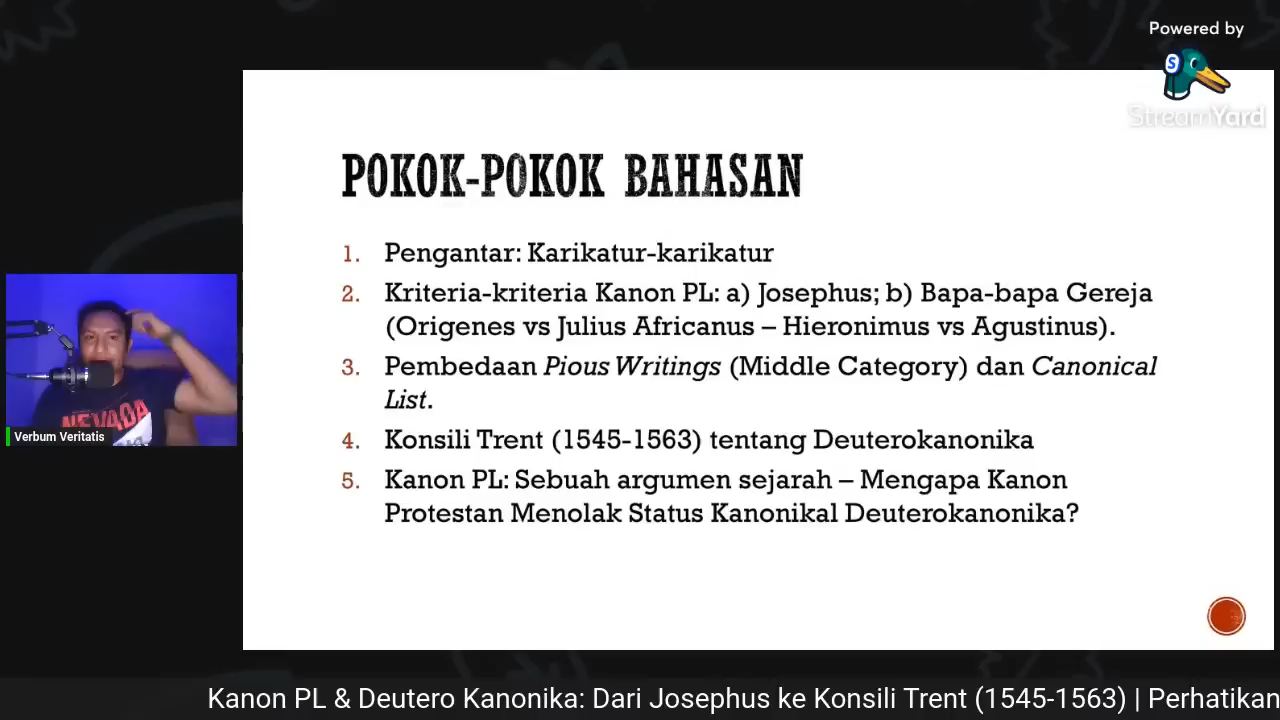 Powered by
StreamYard
POKOK-POKOK BAHASAN
1. Pengantar: Karikatur-karikatur
2. Kriteria-kriteria Kanon PL: a) Josephus; b) Bapa-bapa Gereja
(Origenes vs Julius Africanus – Hieronimus vs Agustinus).
3. Pembedaan Pious Writings (Middle Category) dan Canonical
List.
4. Konsili Trent (1545-1563) tentang Deuterokanonika
5. Kanon PL: Sebuah argumen sejarah – Mengapa Kanon
Protestan Menolak Status Kanonikal Deuterokanonika?
NEVADA
Verbum Veritatis
Kanon PL & Deutero Kanonika: Dari Josephus ke Konsili Trent (1545-1563) | Perhatikan